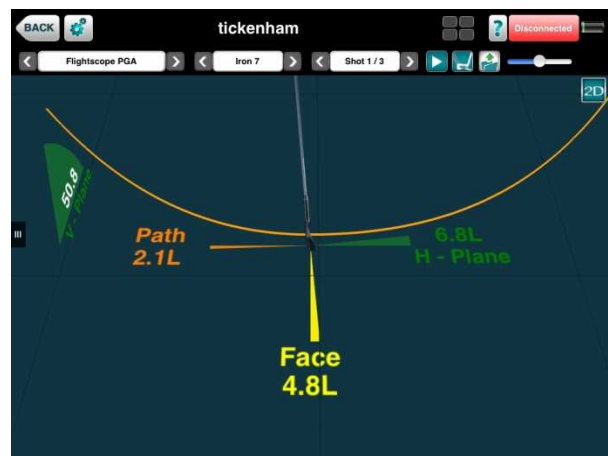 BACK
tickenham
?
Disconnected
Flightscope PGA
Iron 7
Shot 1 / 3
2D
50.8
V - Plane
Path
2.1L
6.8L
H - Plane
Face
4.8L